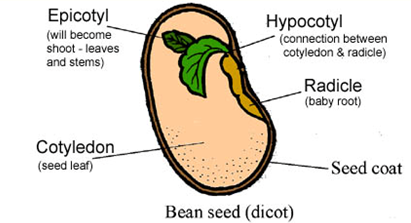 Epicotyl
(will become
shoot - leaves
and stems)
Hypocotyl
(connection between
cotyledon & radicle)
Radicle
(baby root)
Cotyledon
(seed leaf)
Seed coat
Bean seed (dicot)